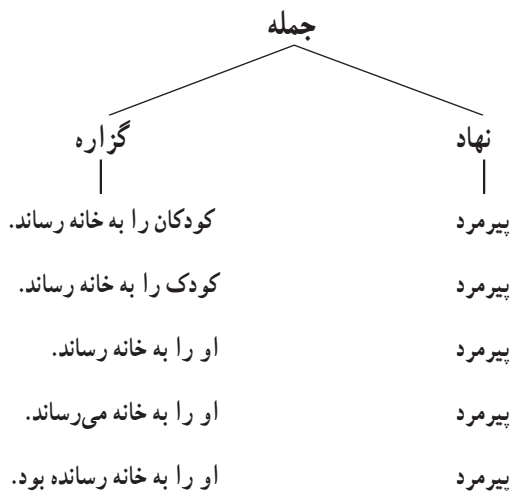 جمله
نهاد گزاره
پیرمرد کودکان را به خانه رساند.
پیرمرد کودک را به خانه رساند.
پیرمرد او را به خانه رساند.
پیرمرد او را به خانه می‌رساند.
پیرمرد او را به خانه رسانده بود.